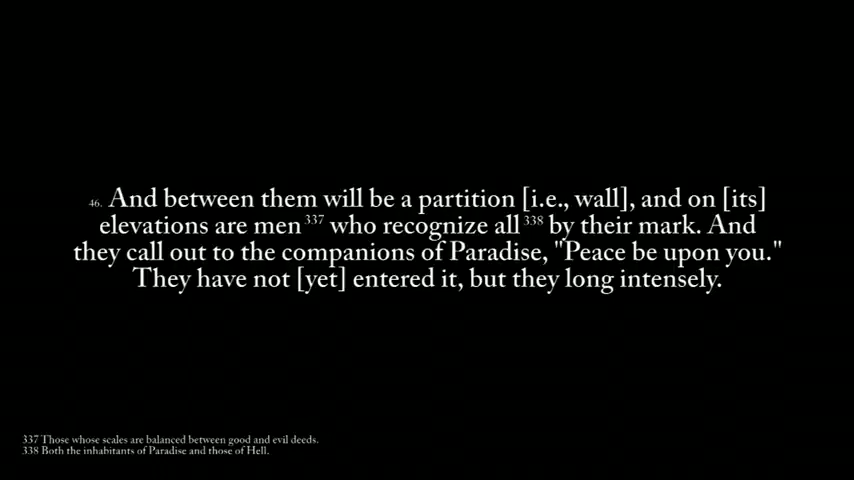 46. And between them will be a partition [i.e., wall], and on [its]
elevations are men 337 who recognize all 338 by their mark. And
they call out to the companions of Paradise, "Peace be upon you."
They have not [yet] entered it, but they long intensely.
337 Those whose scales are balanced between good and evil deeds.
338 Both the inhabitants of Paradise and those of Hell.